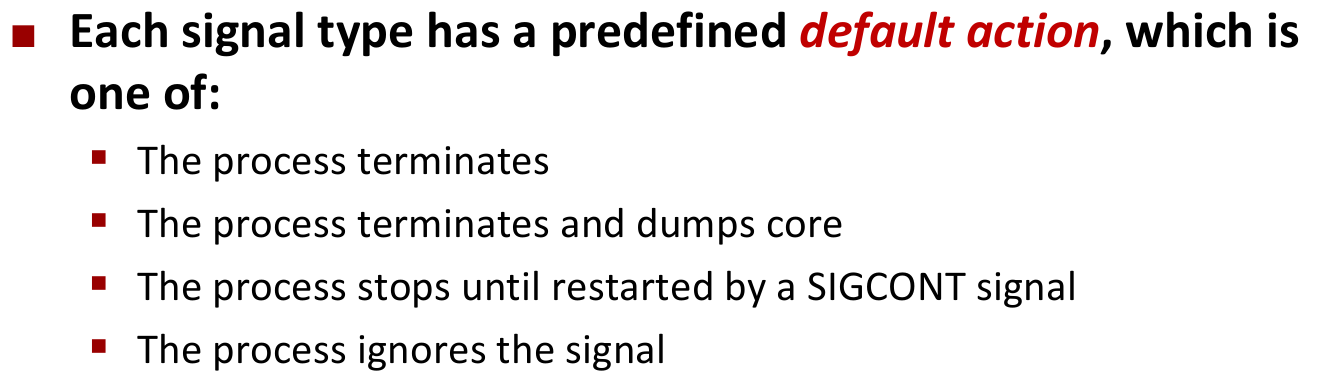 ■ Each signal type has a predefined default action, which is
one of:
▪ The process terminates
▪ The process terminates and dumps core
▪ The process stops until restarted by a SIGCONT signal
▪ The process ignores the signal